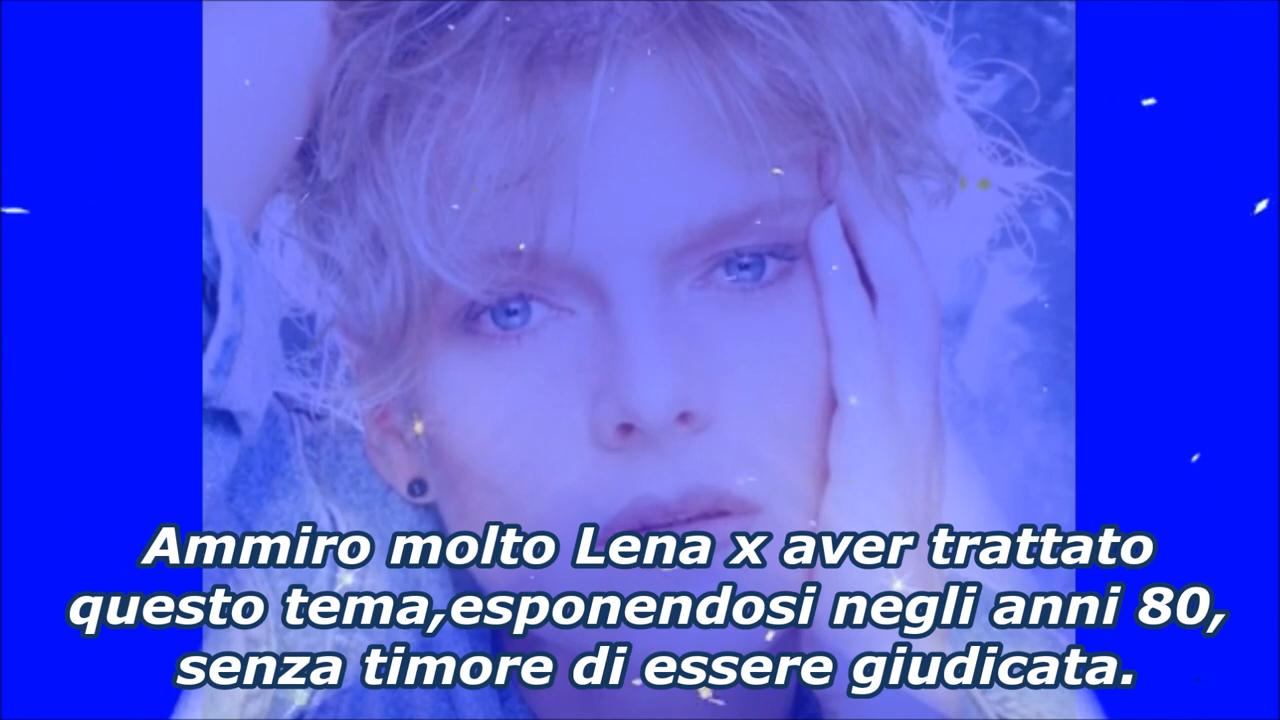 Ammiro molto Lena x aver trattato
questo tema,esponendosi negli anni 80,
senza timore di essere giudicata.